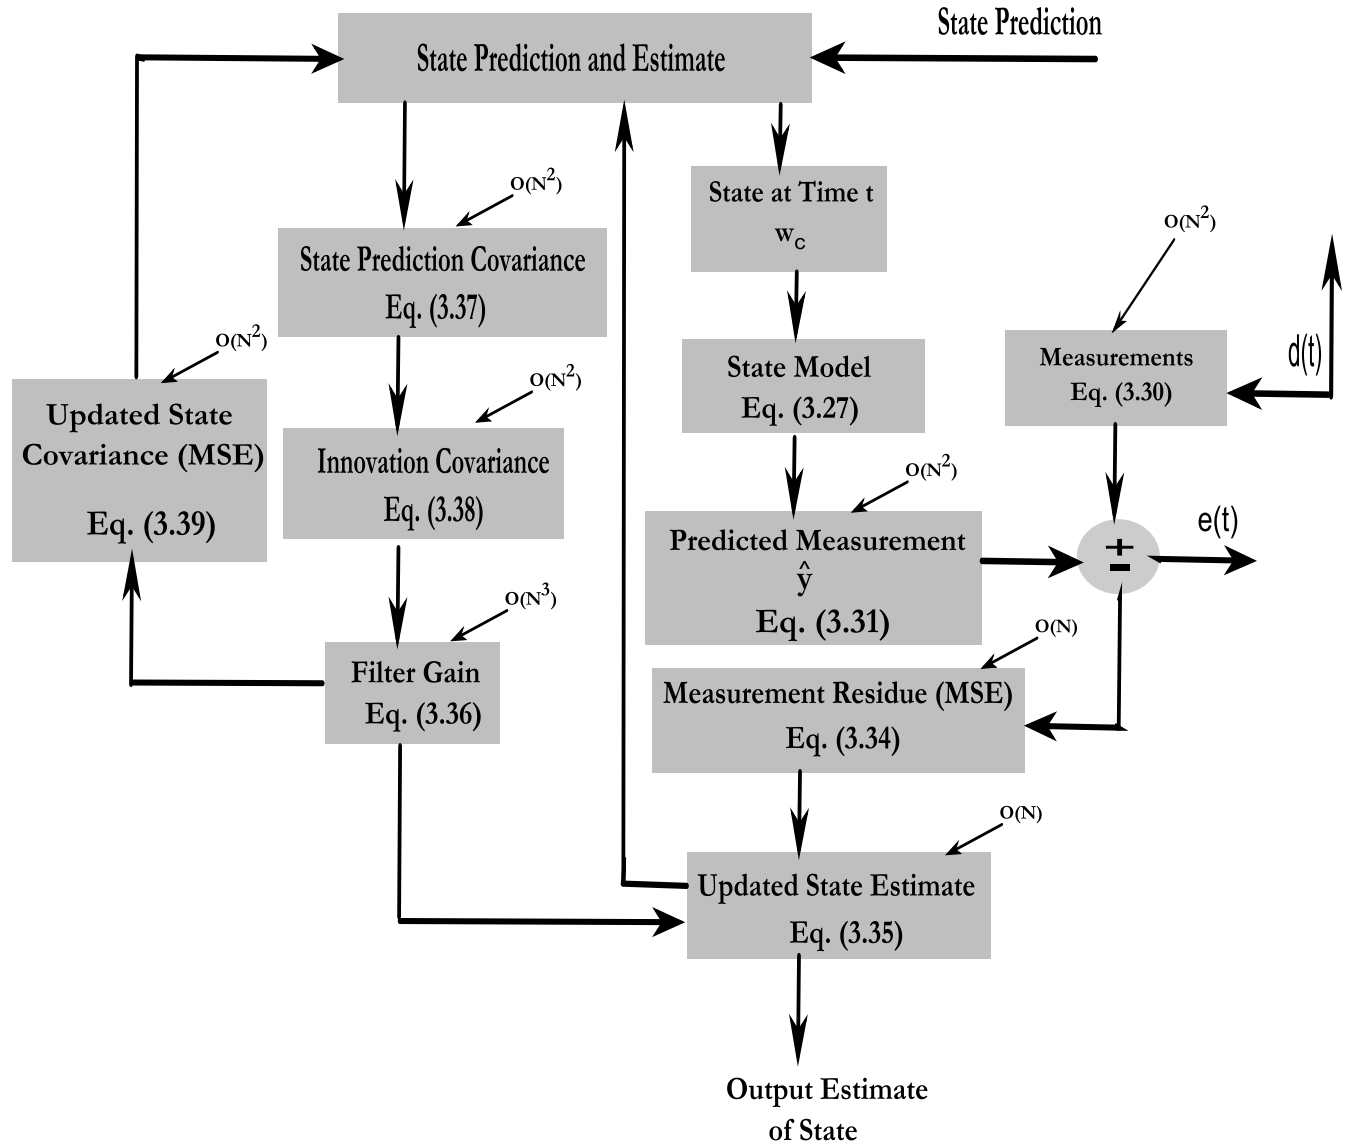 State Prediction
State Prediction and Estimate
O(N²)
State at Time t
w_c
O(N²)
State Prediction Covariance
Eq. (3.37)
O(N²)
Updated State
Covariance (MSE)
Eq. (3.39)
O(N²)
Innovation Covariance
Eq. (3.38)
State Model
Eq. (3.27)
Measurements
Eq. (3.30)
d(t)
O(N²)
Predicted Measurement
ŷ
Eq. (3.31)
±
e(t)
O(N³)
Filter Gain
Eq. (3.36)
O(N)
Measurement Residue (MSE)
Eq. (3.34)
O(N)
Updated State Estimate
Eq. (3.35)
Output Estimate
of State